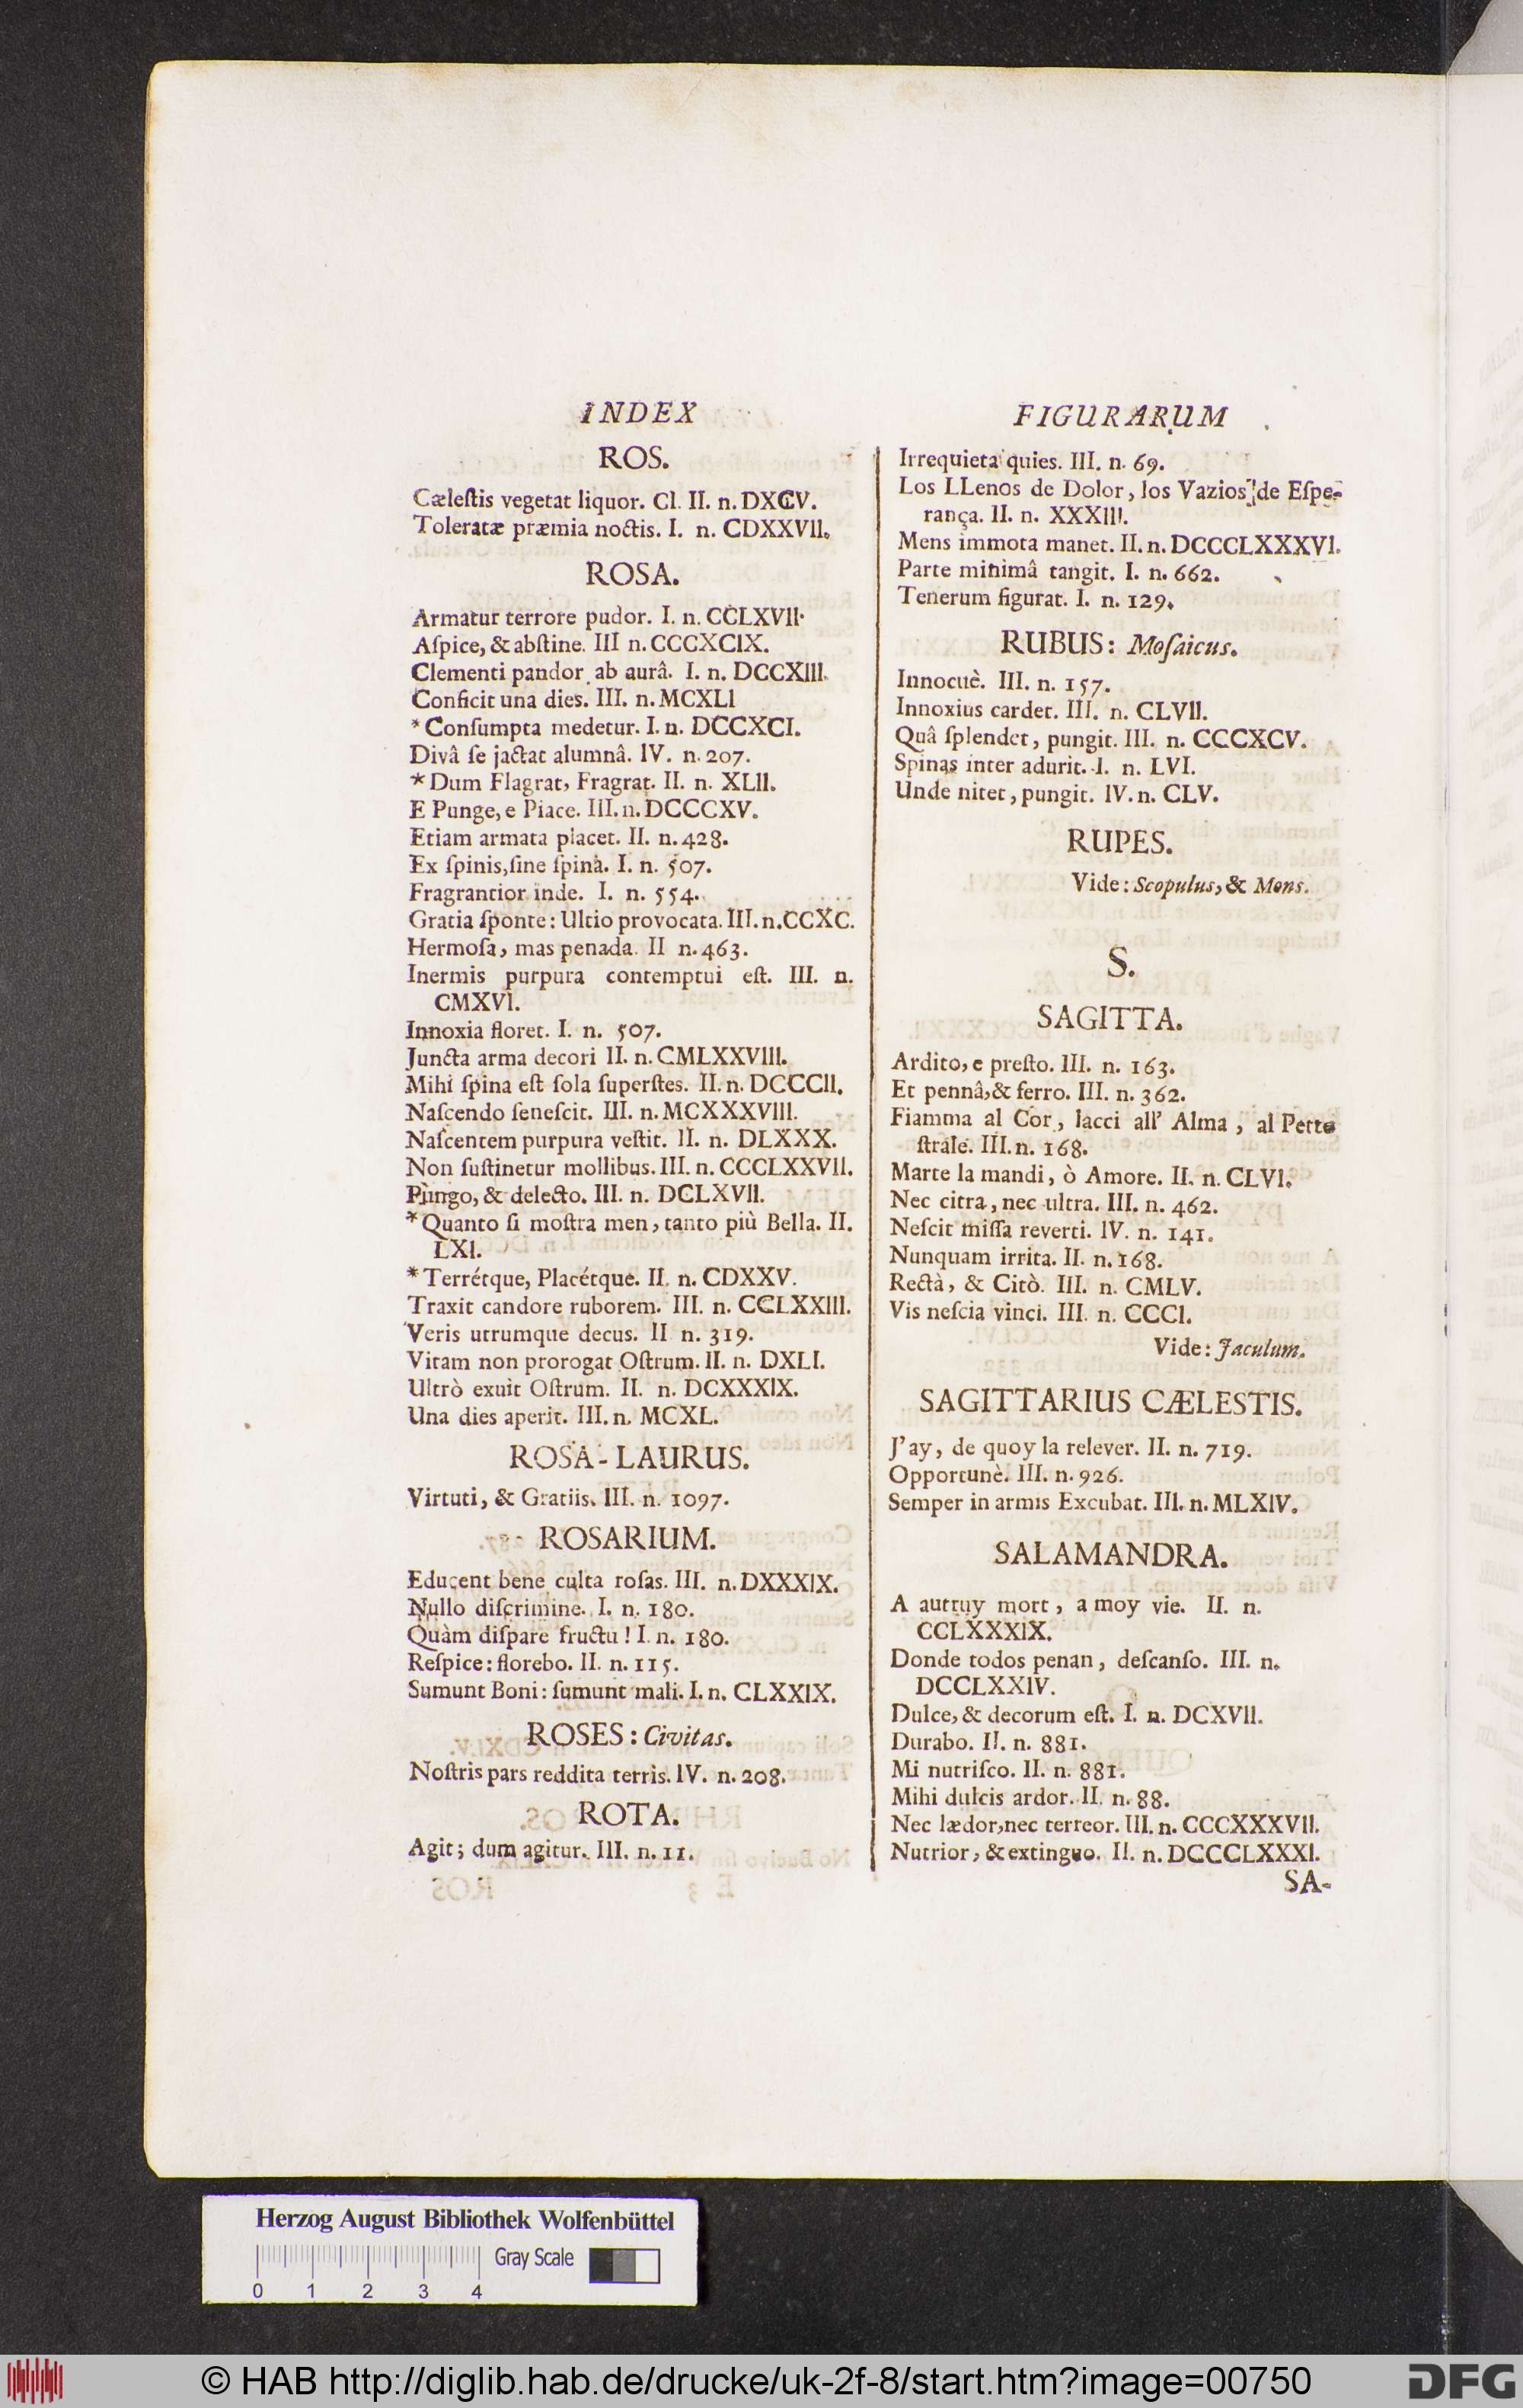 INDEX
ROS.
Cæleſtis vegetat liquor. Cl. II. n. DXCV.
Toleratæ præmia noctis. I. n. CDXXVII.
ROSA.
Armatur terrore pudor. I. n. CCLXVII.
Aſpice, & abſtine. III n. CCCXCIX.
Clementi pandor ab aurâ. I. n. DCCXIII.
Conficit una dies. III. n. MCXLI
* Conſumpta medetur. I. n. DCCXCI.
Divâ ſe jactat alumnâ. IV. n. 207.
* Dum Flagrat, Fragrat. II. n. XLII.
E Punge, e Piace. III. n. DCCCXV.
Etiam armata placet. II. n. 428.
Ex ſpinis, ſine ſpinâ. I. n. 507.
Fragrantior inde. I. n. 554.
Gratia ſponte: Ultio provocata. III. n. CCXC.
Hermoſa, mas penada. II n. 463.
Inermis purpura contemptui eſt. III. n.
CMXVI.
Innoxia floret. I. n. 507.
Juncta arma decori II. n. CMLXXVIII.
Mihi ſpina eſt ſola ſuperſtes. II. n. DCCCII.
Naſcendo ſeneſcit. III. n. MCXXXVIII.
Naſcentem purpura veſtit. II. n. DLXXX.
Non ſuſtinetur mollibus. III. n. CCCLXXVII.
Pùngo, & delecto. III. n. DCLXVII.
* Quanto ſi moſtra men, tanto più Bella. II.
LXI.
* Terrétque, Placétque. II. n. CDXXV.
Traxit candore ruborem. III. n. CCLXXIII.
Veris utrumque decus. II n. 319.
Vitam non prorogat Oſtrum. II. n. DXLI.
Ultrò exuit Oſtrum. II. n. DCXXXIX.
Una dies aperit. III. n. MCXL.
ROSA - LAURUS.
Virtuti, & Gratiis. III. n. 1097.
ROSARIUM.
Educent bene culta roſas. III. n. DXXXIX.
Nullo diſcrimine. I. n. 180.
Quàm diſpare fructu! I. n. 180.
Reſpice: florebo. II. n. 115.
Sumunt Boni: ſumunt mali. I. n. CLXXIX.
ROSES: Civitas.
Noſtris pars reddita terris. IV. n. 208.
ROTA.
Agit; dum agitur. III. n. 11.
FIGURARUM
Irrequieta quies. III. n. 69.
Los LLenos de Dolor, los Vazios de Eſpe-
rança. II. n. XXXIII.
Mens immota manet. II. n. DCCCLXXXVI.
Parte minimâ tangit. I. n. 662.
Tenerum figurat. I. n. 129.
RUBUS: Moſaicus.
Innocuè. III. n. 157.
Innoxius cardet. III. n. CLVII.
Quâ ſplendet, pungit. III. n. CCCXCV.
Spinas inter adurit. I. n. LVI.
Unde nitet, pungit. IV. n. CLV.
RUPES.
Vide: Scopulus, & Mons.
S.
SAGITTA.
Ardito, e preſto. III. n. 163.
Et pennâ, & ferro. III. n. 362.
Fiamma al Cor, lacci all' Alma, al Petto
ſtrale. III. n. 168.
Marte la mandi, ò Amore. II. n. CLVI.
Nec citra, nec ultra. III. n. 462.
Neſcit miſſa reverti. IV. n. 141.
Nunquam irrita. II. n. 168.
Rectà, & Citò. III. n. CMLV.
Vis neſcia vinci. III. n. CCCI.
Vide: Jaculum.
SAGITTARIUS CÆLESTIS.
J'ay, de quoy la relever. II. n. 719.
Opportunè. III. n. 926.
Semper in armis Excubat. III. n. MLXIV.
SALAMANDRA.
A autruy mort, a moy vie. II. n.
CCLXXXIX.
Donde todos penan, deſcanſo. III. n.
DCCLXXIV.
Dulce, & decorum eſt. I. n. DCXVII.
Durabo. II. n. 881.
Mi nutriſco. II. n. 881.
Mihi dulcis ardor. II. n. 88.
Nec lædor, nec terreor. III. n. CCCXXXVII.
Nutrior, & extinguo. II. n. DCCCLXXXI.
SA-
Herzog August Bibliothek Wolfenbüttel
Gray Scale
0 1 2 3 4
© HAB http://diglib.hab.de/drucke/uk-2f-8/start.htm?image=00750
DFG